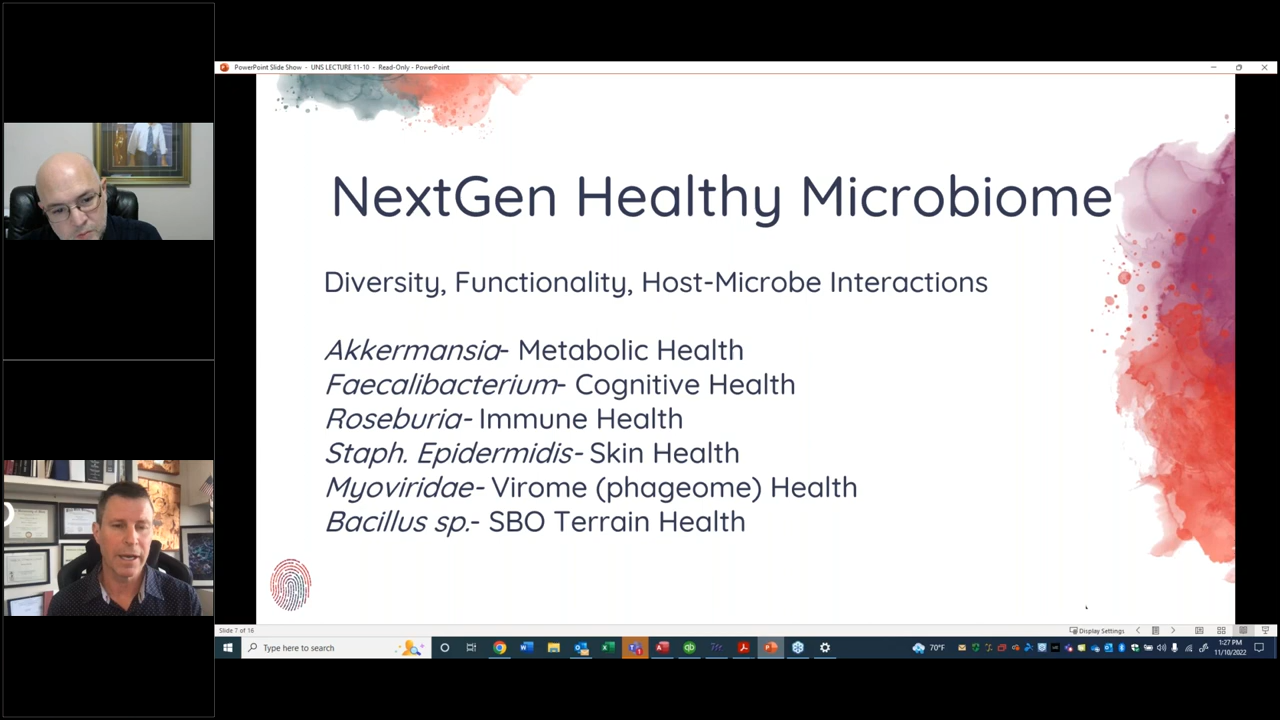 PowerPoint Slide Show - UNS LECTURE 11-10 - Read-Only - PowerPoint
NextGen Healthy Microbiome
Diversity, Functionality, Host-Microbe Interactions
Akkermansia- Metabolic Health
Faecalibacterium- Cognitive Health
Roseburia- Immune Health
Staph. Epidermidis- Skin Health
Myoviridae- Virome (phageome) Health
Bacillus sp.- SBO Terrain Health
Slide 7 of 16
Display Settings
Type here to search
70°F
1:27 PM
11/10/2022